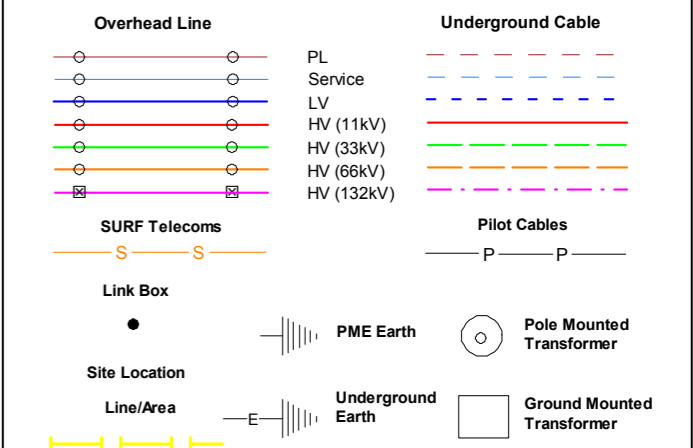 Overhead Line
Underground Cable
PL
Service
LV
HV (11kV)
HV (33kV)
HV (66kV)
HV (132kV)
SURF Telecoms
S S
Pilot Cables
P P
Link Box
PME Earth
Pole Mounted
Transformer
Site Location
Line/Area
E
Underground
Earth
Ground Mounted
Transformer